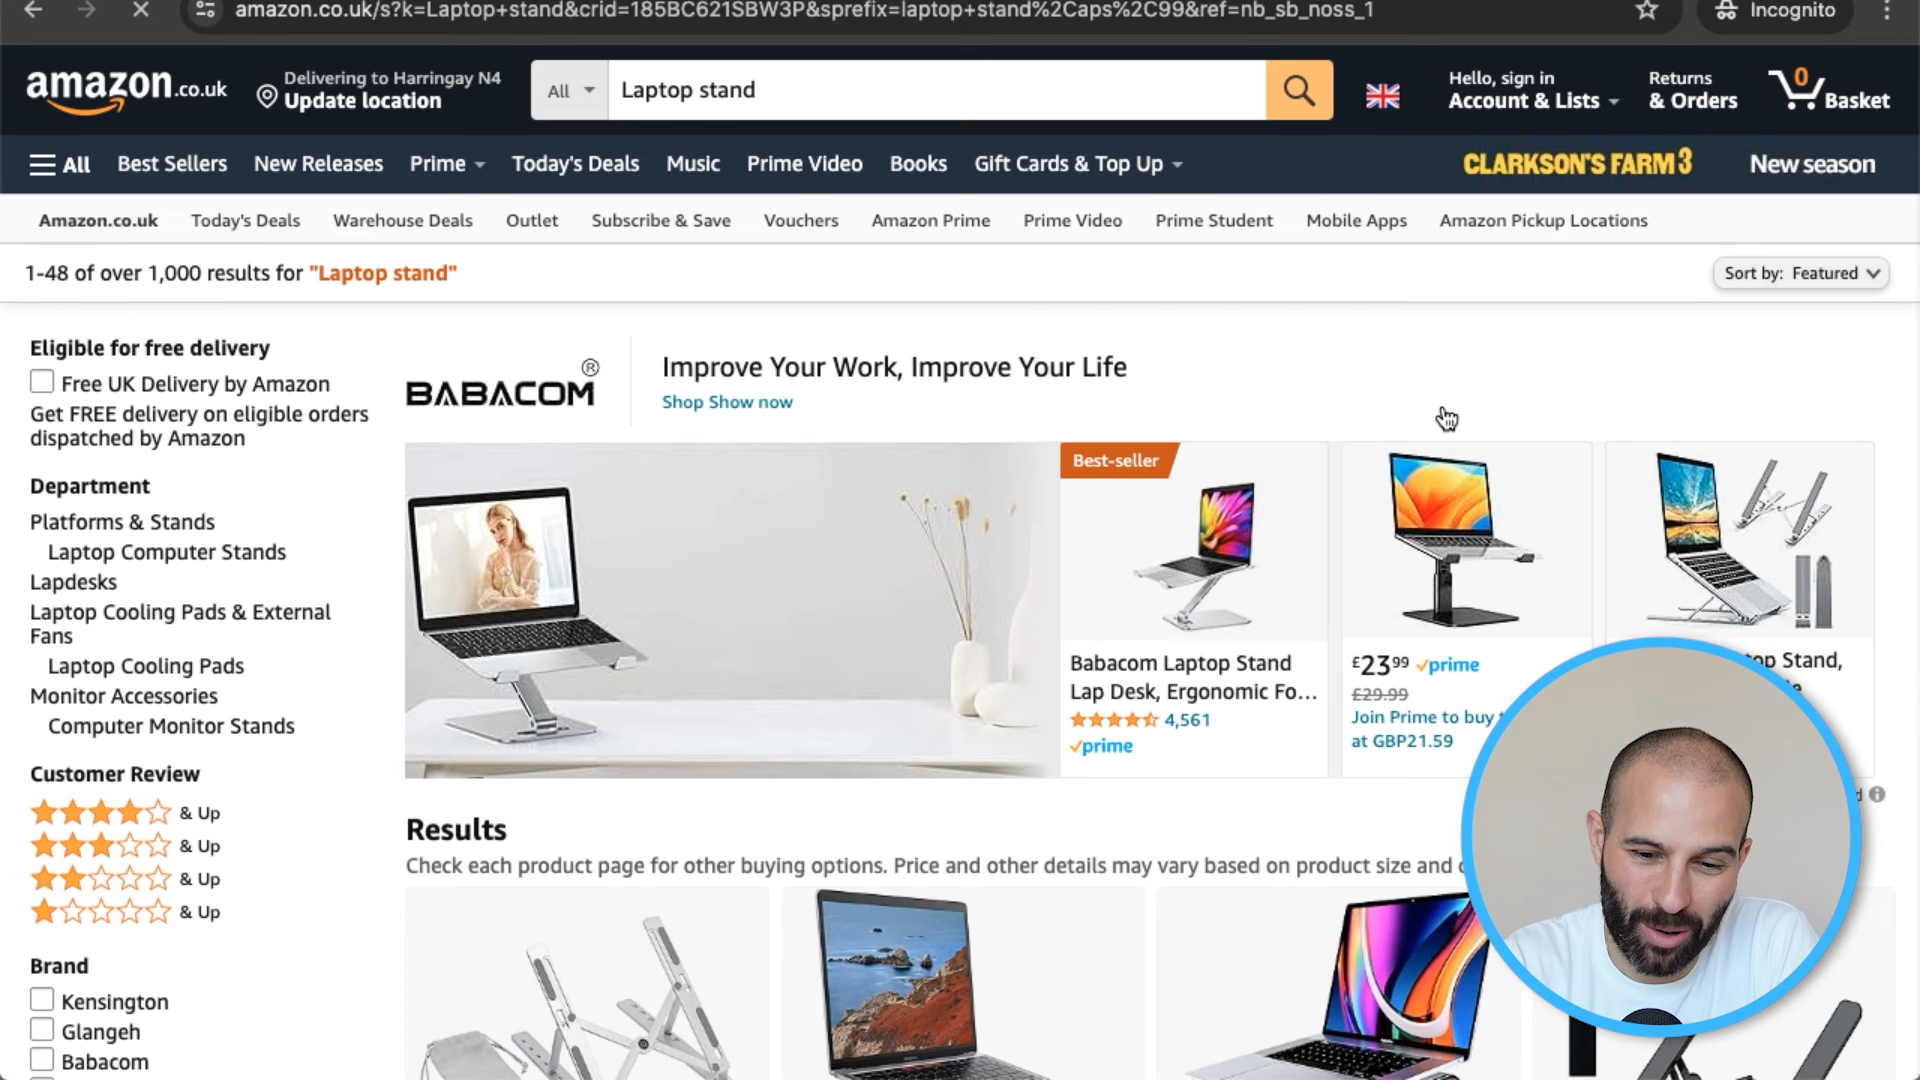 amazon.co.uk/s?k=Laptop+stand&crid=185BC621SBW3P&sprefix=laptop+stand%2Caps%2C99&ref=nb_sb_noss_1
Incognito
amazon.co.uk
Delivering to Harringay N4
Update location
All
Laptop stand
Hello, sign in
Account & Lists
Returns
& Orders
0
Basket
All
Best Sellers
New Releases
Prime
Today's Deals
Music
Prime Video
Books
Gift Cards & Top Up
CLARKSON'S FARM 3
New season
Amazon.co.uk
Today's Deals
Warehouse Deals
Outlet
Subscribe & Save
Vouchers
Amazon Prime
Prime Video
Prime Student
Mobile Apps
Amazon Pickup Locations
1-48 of over 1,000 results for "Laptop stand"
Sort by: Featured
Eligible for free delivery
Free UK Delivery by Amazon
Get FREE delivery on eligible orders
dispatched by Amazon
Department
Platforms & Stands
Laptop Computer Stands
Lapdesks
Laptop Cooling Pads & External
Fans
Laptop Cooling Pads
Monitor Accessories
Computer Monitor Stands
Customer Review
& Up
& Up
& Up
& Up
Brand
Kensington
Glangeh
Babacom
BABACOM®
Improve Your Work, Improve Your Life
Shop Show now
Best-seller
Babacom Laptop Stand
Lap Desk, Ergonomic Fo...
4,561
prime
£23.99 prime
£29.99
Join Prime to buy
at GBP21.59
Stand,
Results
Check each product page for other buying options. Price and other details may vary based on product size and